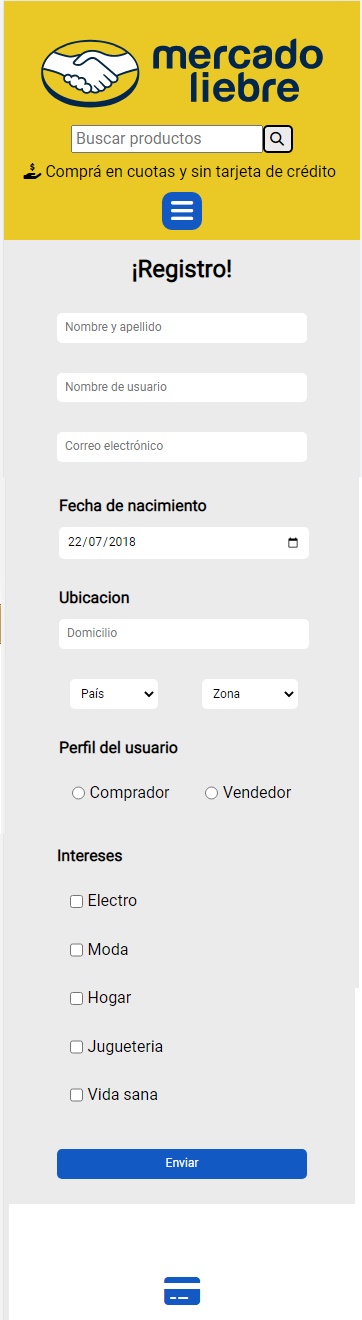 mercado
liebre
Buscar productos
Comprá en cuotas y sin tarjeta de crédito
¡Registro!
Nombre y apellido
Nombre de usuario
Correo electrónico
Fecha de nacimiento
22/07/2018
Ubicacion
Domicilio
País Zona
Perfil del usuario
Comprador Vendedor
Intereses
Electro
Moda
Hogar
Jugueteria
Vida sana
Enviar